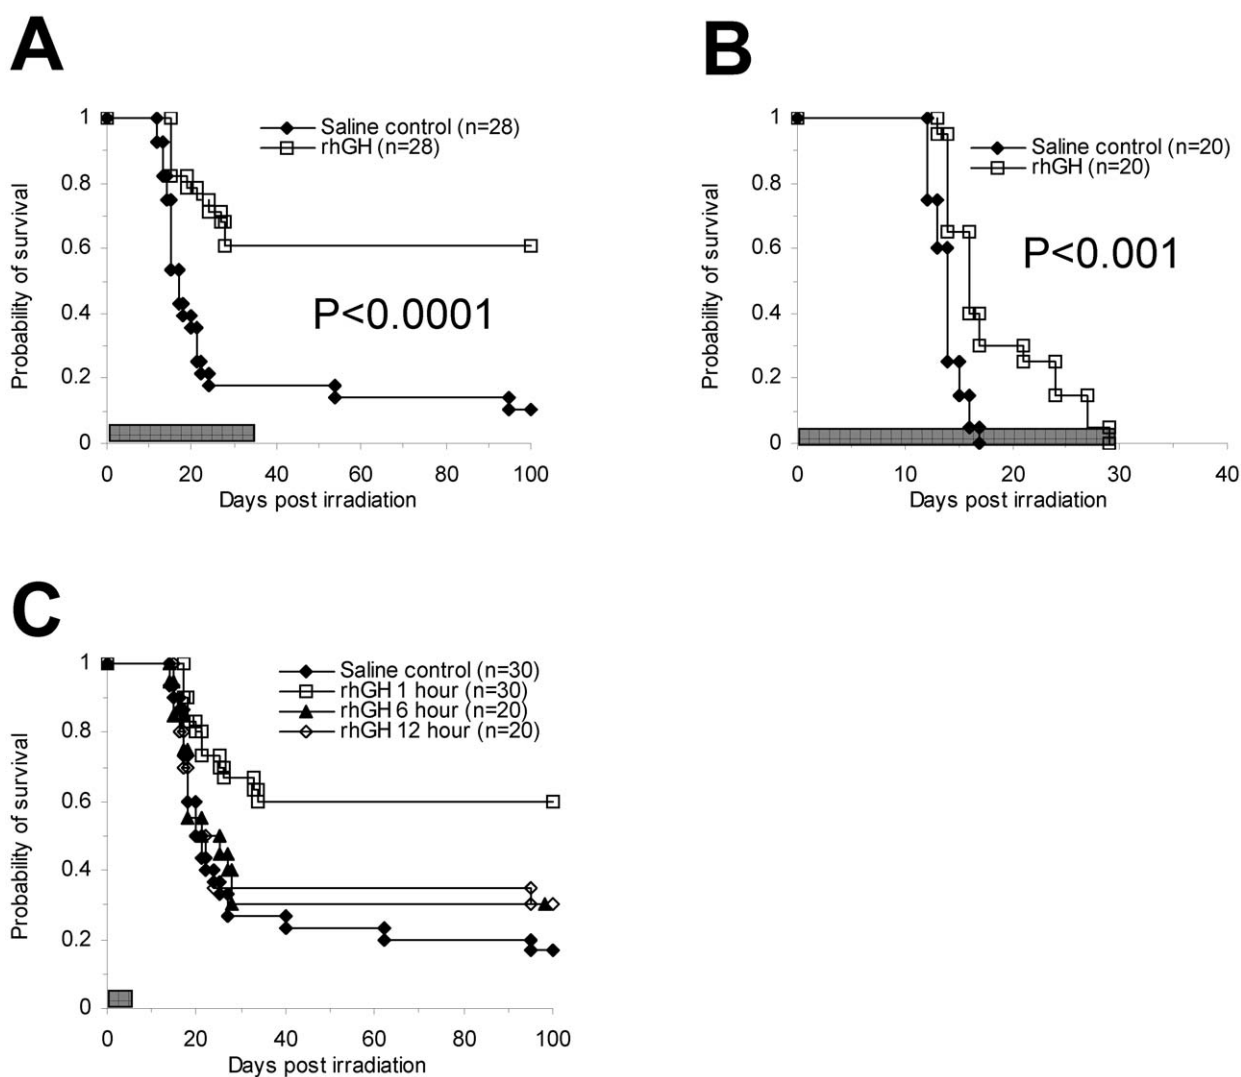 A
1
0.8
0.6
0.4
0.2
0
Probability of survival
Saline control (n=28)
rhGH (n=28)
P<0.0001
0 20 40 60 80 100
Days post irradiation
B
1
0.8
0.6
0.4
0.2
0
Probability of survival
Saline control (n=20)
rhGH (n=20)
P<0.001
0 10 20 30 40
Days post irradiation
C
1
0.8
0.6
0.4
0.2
0
Probability of survival
Saline control (n=30)
rhGH 1 hour (n=30)
rhGH 6 hour (n=20)
rhGH 12 hour (n=20)
0 20 40 60 80 100
Days post irradiation